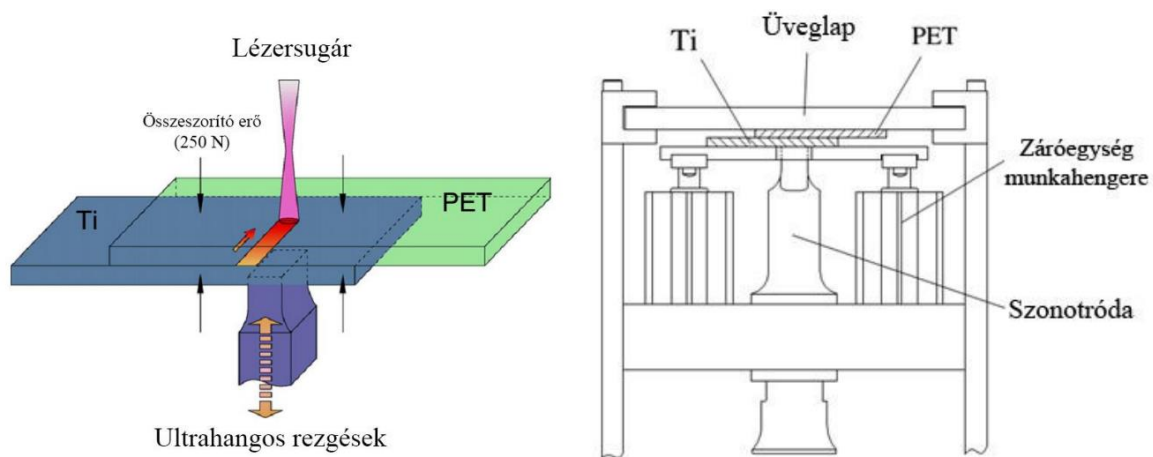 Lézersugár
Összeszorító erő
(250 N)
Ti
PET
Ultrahangos rezgések
Üveglap
Ti
PET
Záróegység
munkahengere
Szonotróda